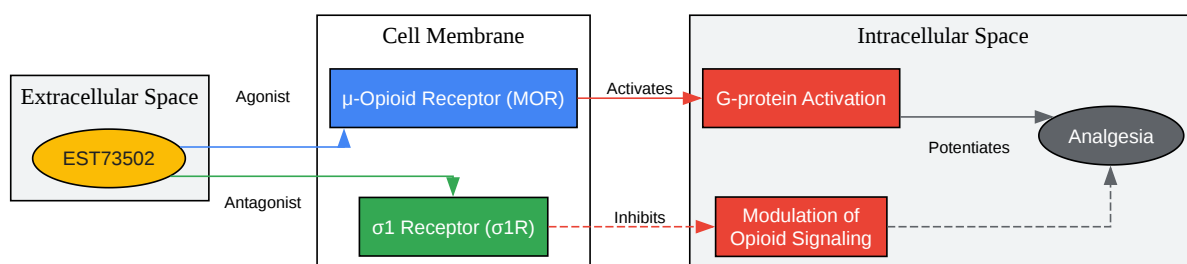 Extracellular Space
EST73502
Agonist
Antagonist
Cell Membrane
μ-Opioid Receptor (MOR)
σ1 Receptor (σ1R)
Activates
Inhibits
Intracellular Space
G-protein Activation
Modulation of
Opioid Signaling
Potentiates
Analgesia